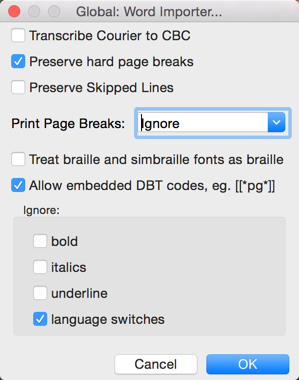 Global: Word Importer...
Transcribe Courier to CBC
Preserve hard page breaks
Preserve Skipped Lines
Print Page Breaks: Ignore
Treat braille and simbraille fonts as braille
Allow embedded DBT codes, eg. [[*pg*]]
Ignore:
bold
italics
underline
language switches
Cancel OK